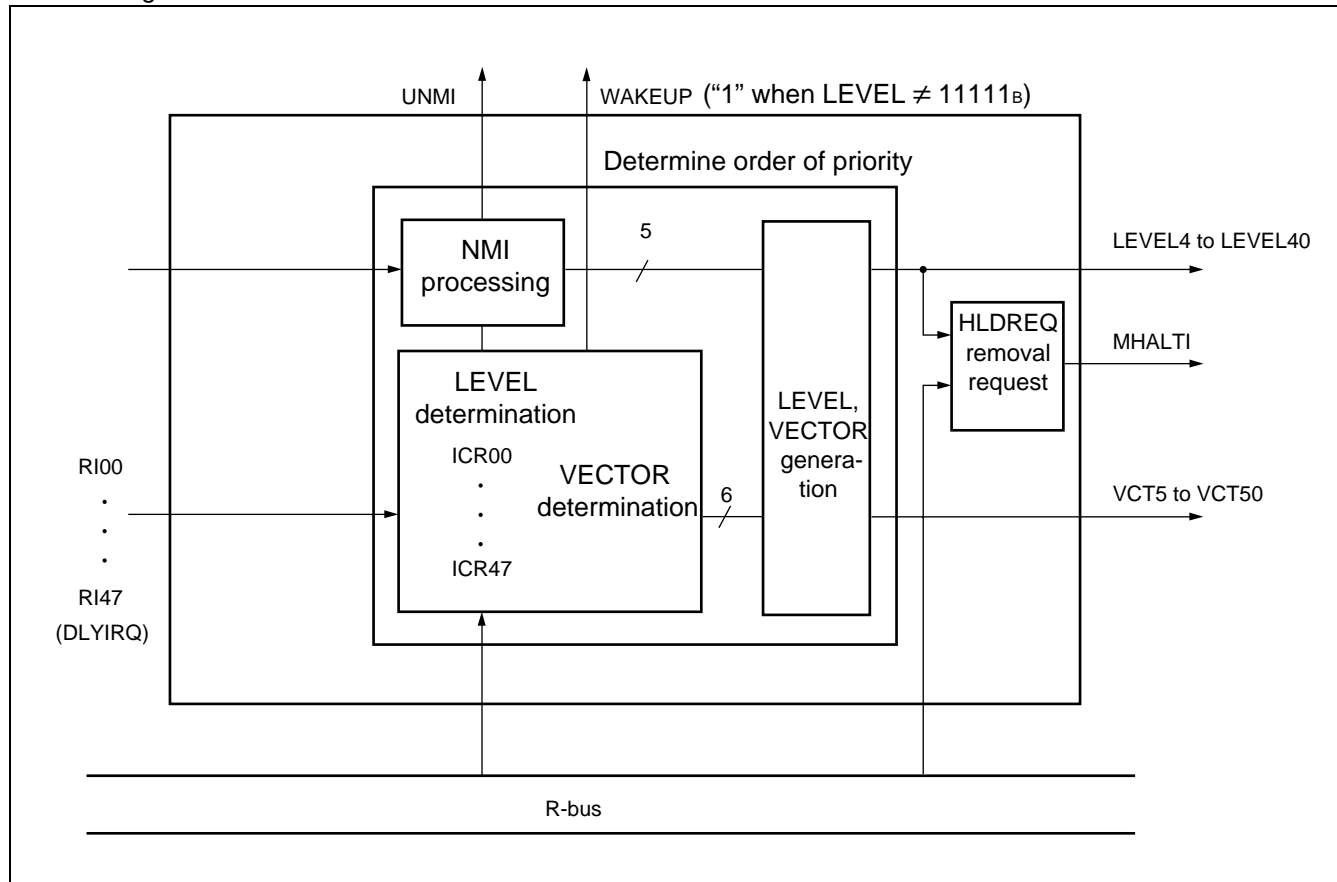 UNMI
WAKEUP (“1” when LEVEL ≠ 11111B)
Determine order of priority
NMI
processing
5
LEVEL4 to LEVEL40
HLDREQ
removal
request
MHALTI
LEVEL
determination
ICR00
.
.
.
ICR47
VECTOR
determination
6
LEVEL,
VECTOR
genera-
tion
VCT5 to VCT50
RI00
.
.
.
RI47
(DLYIRQ)
R-bus